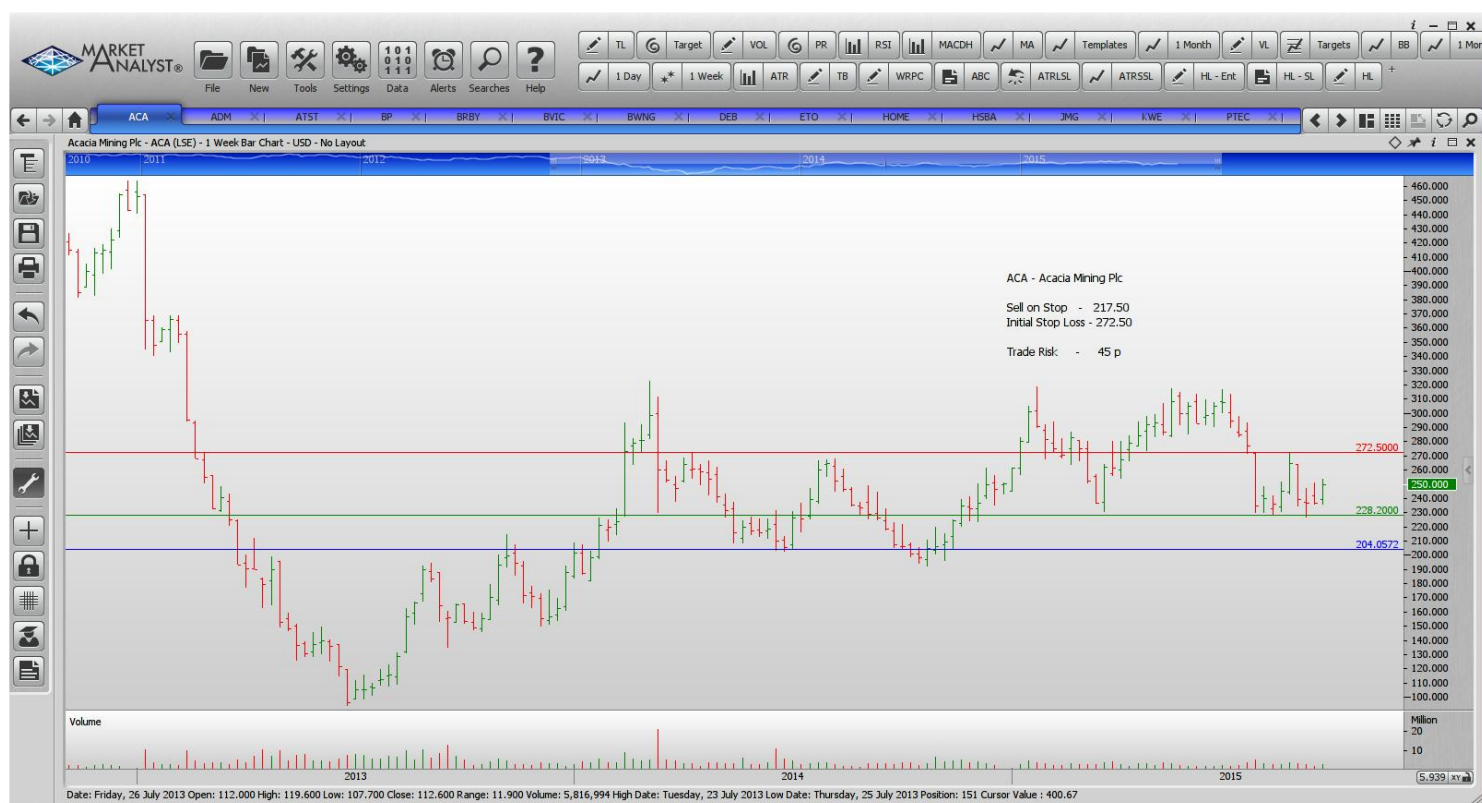 MARKET
ANALYST®
File
New
Tools
Settings
Data
Alerts
Searches
Help
TL
Target
VOL
PR
RSI
MACDH
MA
Templates
1 Month
VL
Targets
BB
1 Mor
1 Day
1 Week
ATR
TB
WRPC
ABC
ATRLSL
ATRSSL
HL - Ent
HL - SL
HL
ACA
ADM
ATST
BP
BRBY
BVIC
BWNG
DEB
ETO
HOME
HSBA
JMG
KWE
PTEC
Acacia Mining Plc - ACA (LSE) - 1 Week Bar Chart - USD - No Layout
2010 2011 2012 2013 2014 2015
ACA - Acacia Mining Plc
Sell on Stop - 217.50
Initial Stop Loss - 272.50
Trade Risk - 45 p
460.000
450.000
440.000
430.000
420.000
410.000
400.000
390.000
380.000
370.000
360.000
350.000
340.000
330.000
320.000
310.000
300.000
290.000
280.000
272.5000
270.000
260.000
250.000
240.000
230.000
228.2000
220.000
210.000
204.0572
200.000
190.000
180.000
170.000
160.000
150.000
140.000
130.000
120.000
110.000
100.000
Volume
Million
20
10
2013 2014 2015
5.939 XY
Date: Friday, 26 July 2013 Open: 112.000 High: 119.600 Low: 107.700 Close: 112.600 Range: 11.900 Volume: 5,816,994 High Date: Tuesday, 23 July 2013 Low Date: Thursday, 25 July 2013 Position: 151 Cursor Value : 400.67